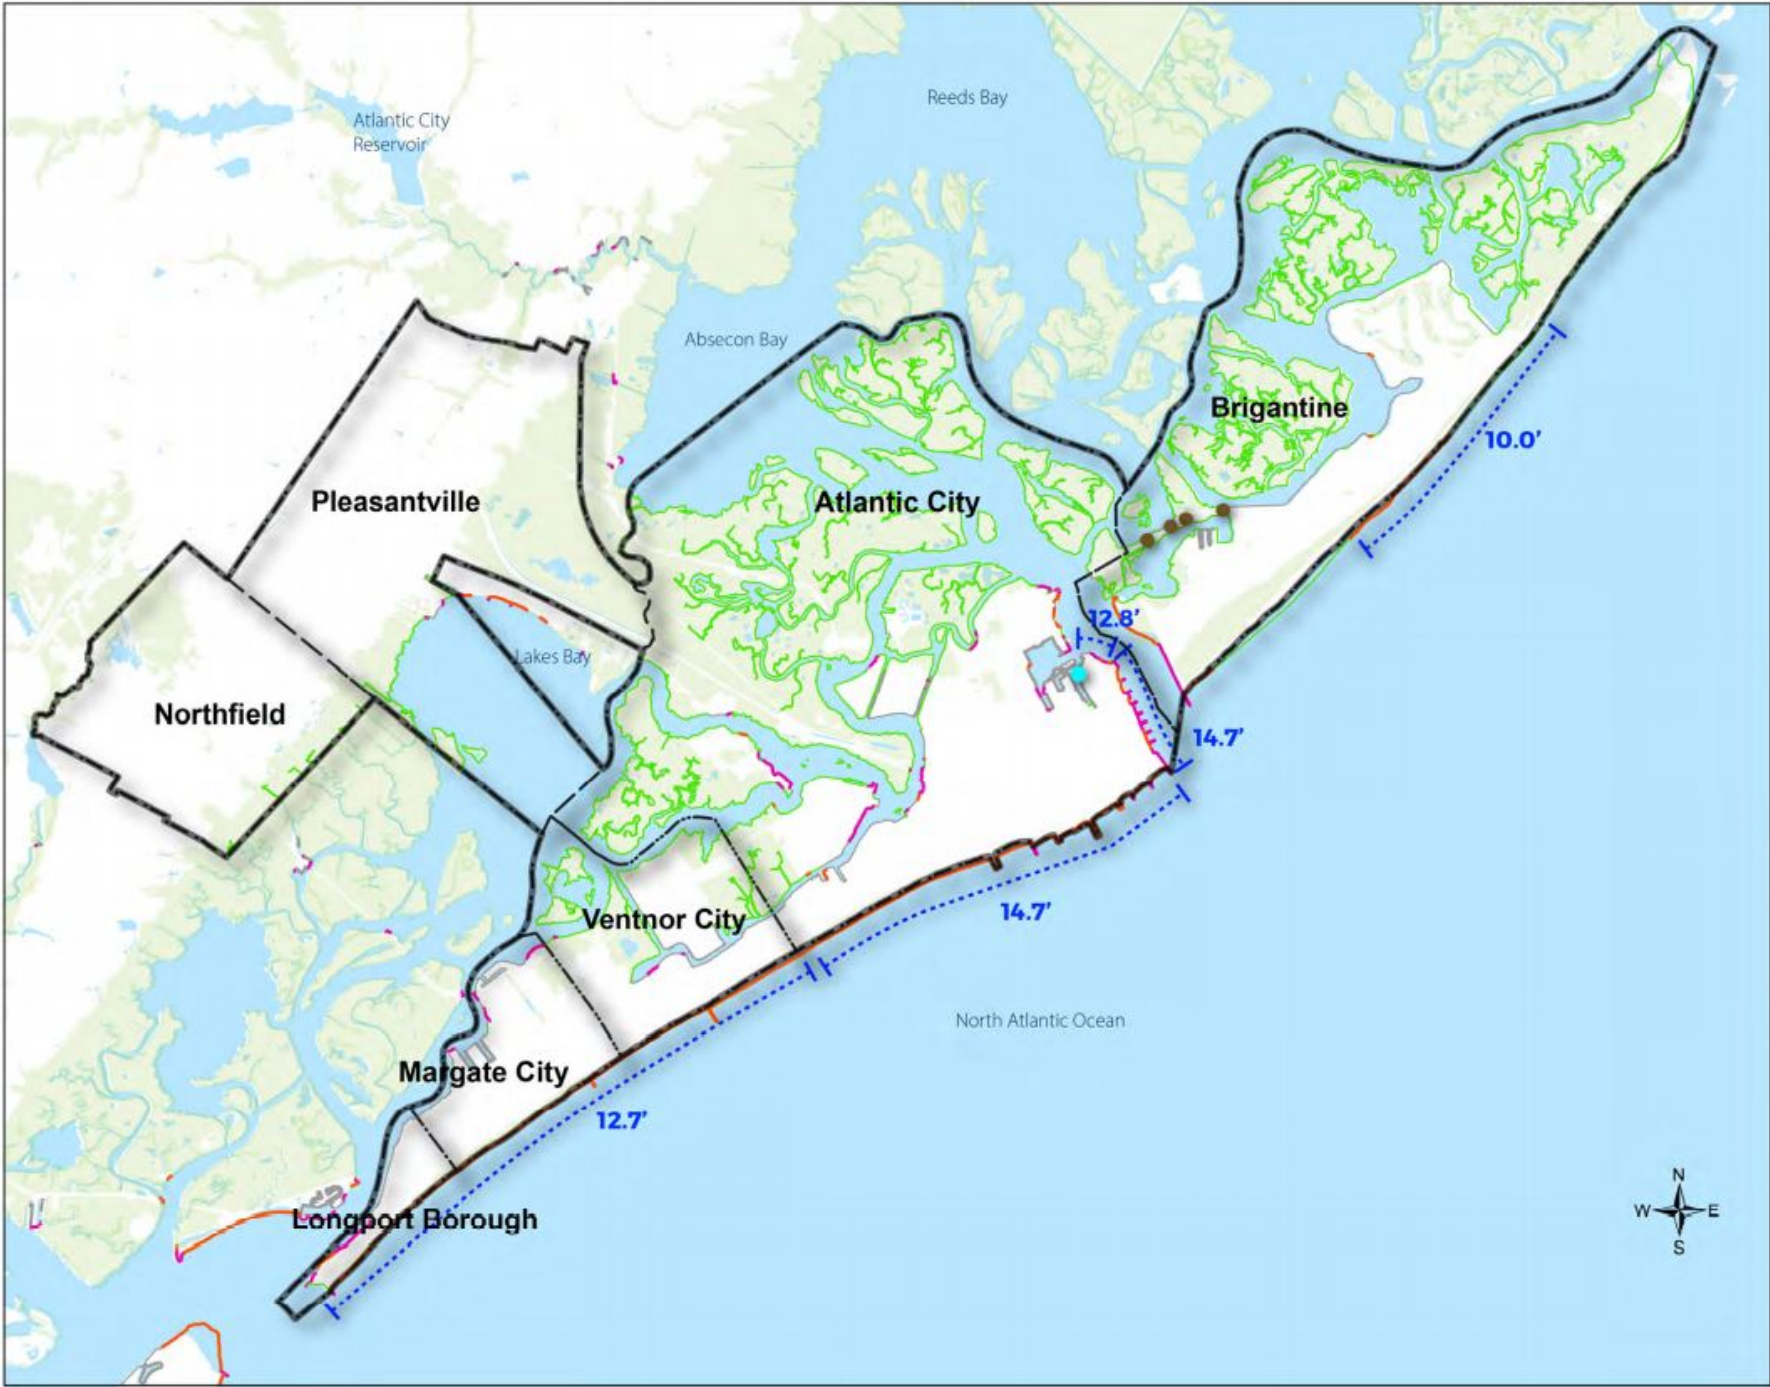 Reeds Bay
Atlantic City
Reservoir
Absecon Bay
Brigantine
10.0’
Pleasantville
Atlantic City
12.8’
Lakes Bay
Northfield
14.7’
Ventnor City
14.7’
North Atlantic Ocean
Margate City
12.7’
Longport Borough
N
W E
S